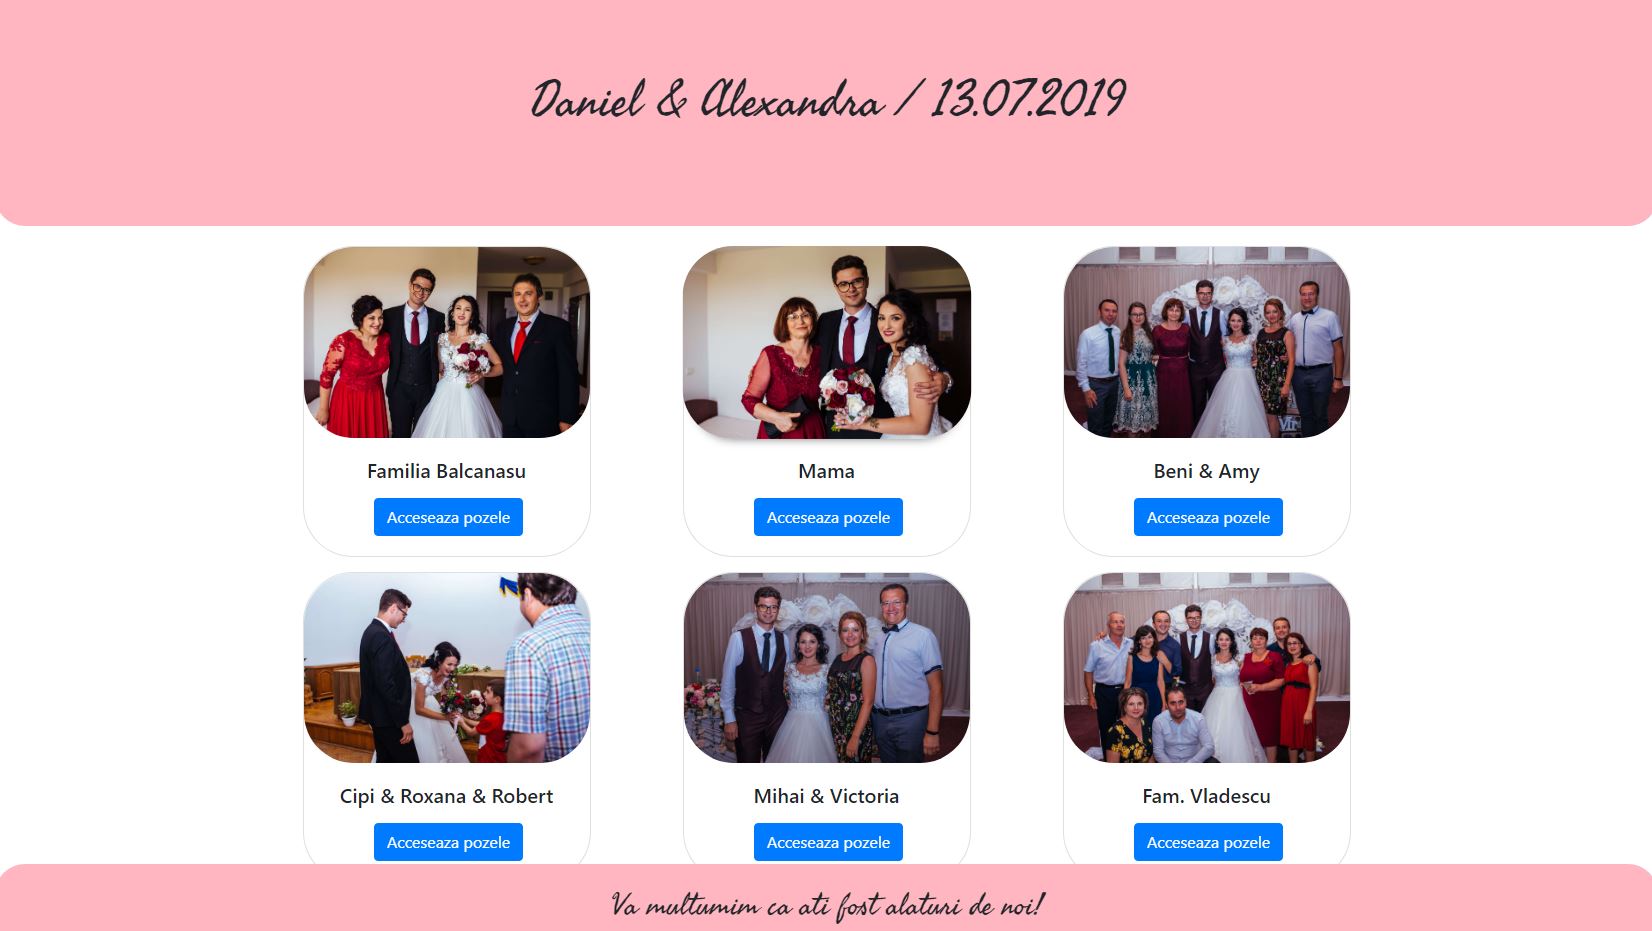 Daniel & Alexandra / 13.07.2019
Familia Balcanasu
Acceseaza pozele
Mama
Acceseaza pozele
Beni & Amy
Acceseaza pozele
Cipi & Roxana & Robert
Acceseaza pozele
Mihai & Victoria
Acceseaza pozele
Fam. Vladescu
Acceseaza pozele
Va multumim ca ati fost alaturi de noi!